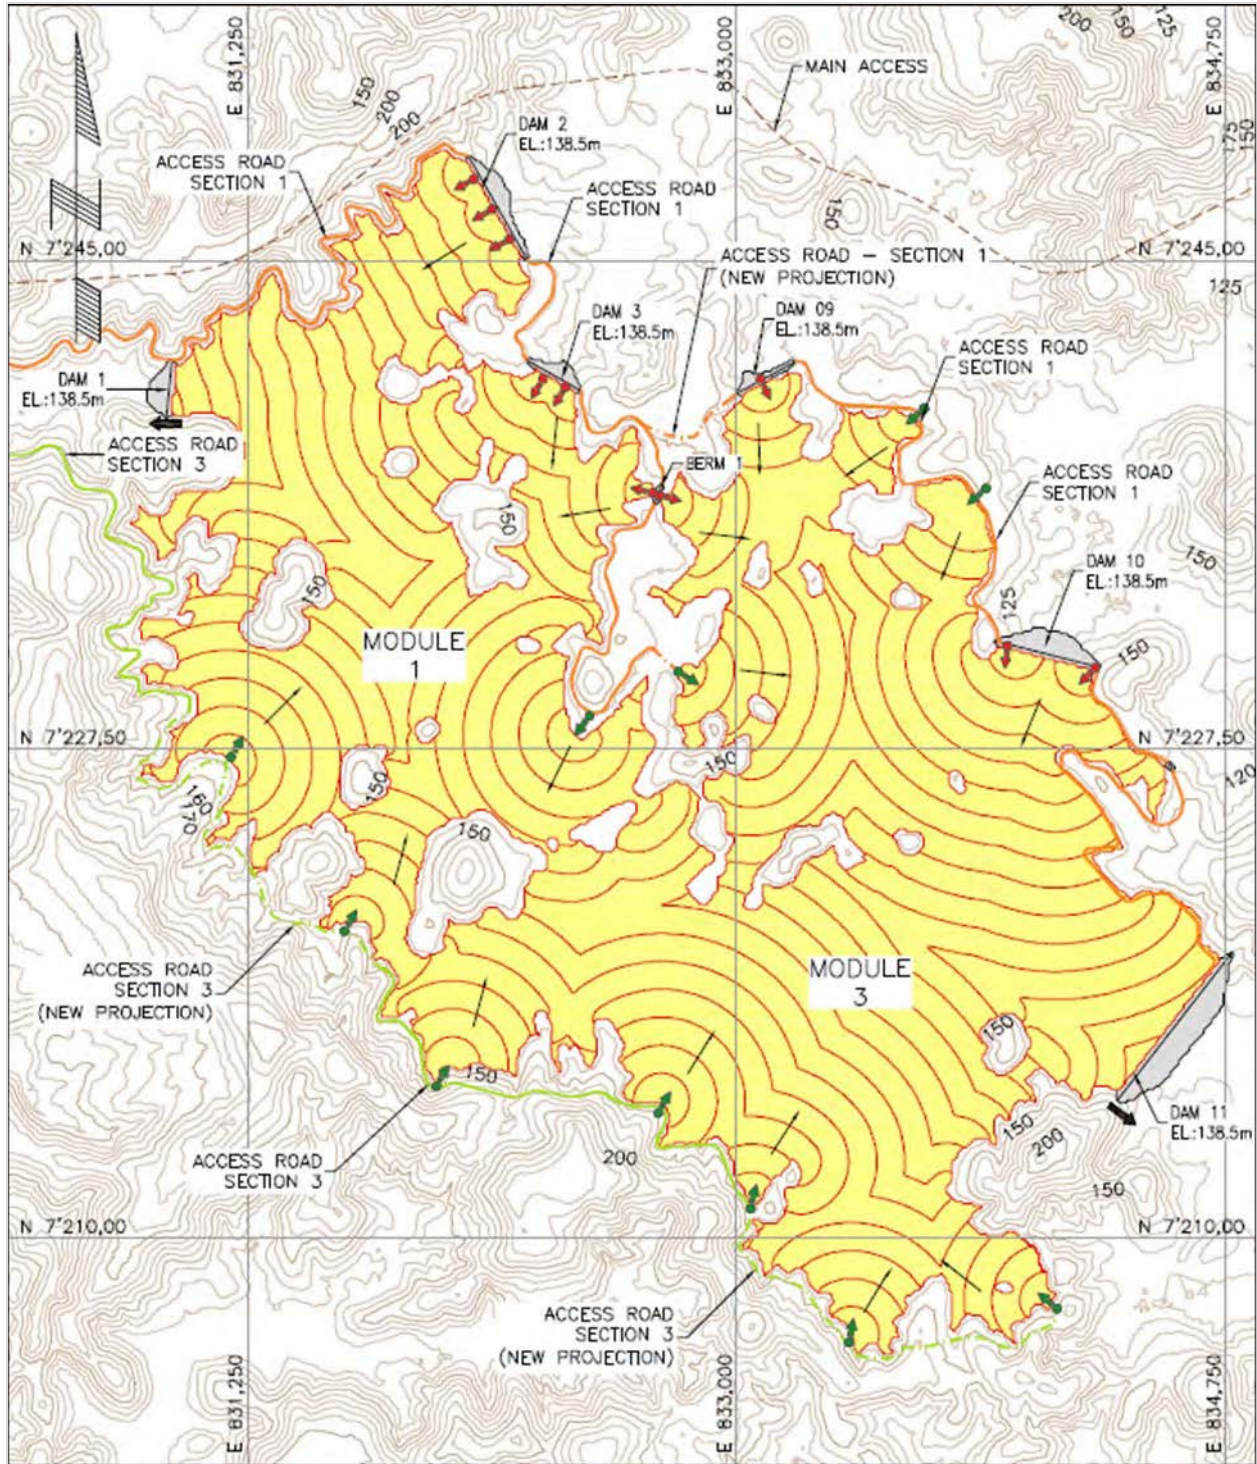 E 831,250
E 833,000
E 834,750
200
150
125
MAIN ACCESS
150
200
200
DAM 2
EL.:138.5m
175
150
ACCESS ROAD
SECTION 1
ACCESS ROAD
SECTION 1
150
N 7'245,00
ACCESS ROAD – SECTION 1
(NEW PROJECTION)
N 7'245,00
125
DAM 3
EL.:138.5m
DAM 09
EL.:138.5m
ACCESS ROAD
SECTION 1
DAM 1
EL.:138.5m
ACCESS ROAD
SECTION 3
BERM 1
ACCESS ROAD
SECTION 1
150
150
DAM 10
EL.:138.5m
150
125
MODULE
1
150
N 7'227,50
N 7'227,50
150
150
120
160
170
150
ACCESS ROAD
SECTION 3
(NEW PROJECTION)
MODULE
3
150
150
DAM 11
EL.:138.5m
150
200
ACCESS ROAD
SECTION 3
200
150
N 7'210,00
N 7'210,00
ACCESS ROAD
SECTION 3
(NEW PROJECTION)
E 831,250
E 833,000
E 834,750